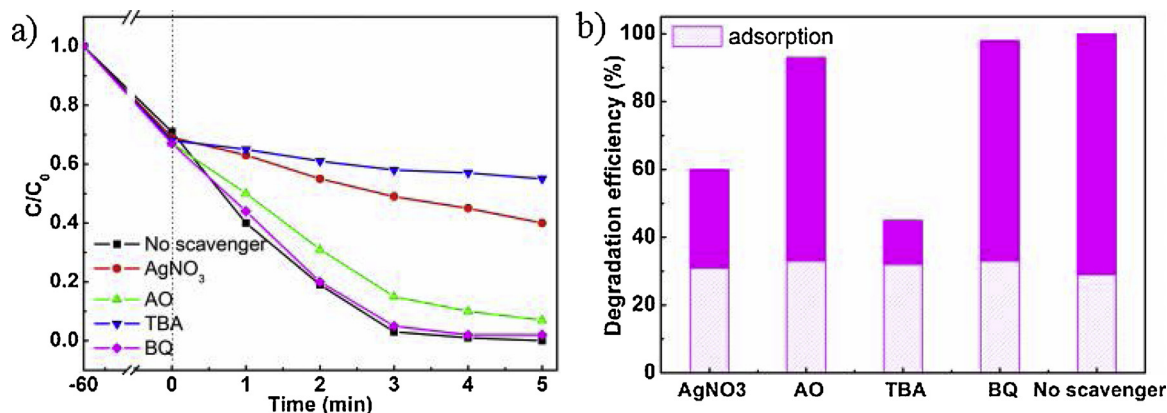 a)
C/C₀
1.0
0.8
0.6
0.4
0.2
0.0
No scavenger
AgNO₃
AO
TBA
BQ
-60 0 1 2 3 4 5
Time (min)
b)
adsorption
Degradation efficiency (%)
100
80
60
40
20
0
AgNO3 AO TBA BQ No scavenger